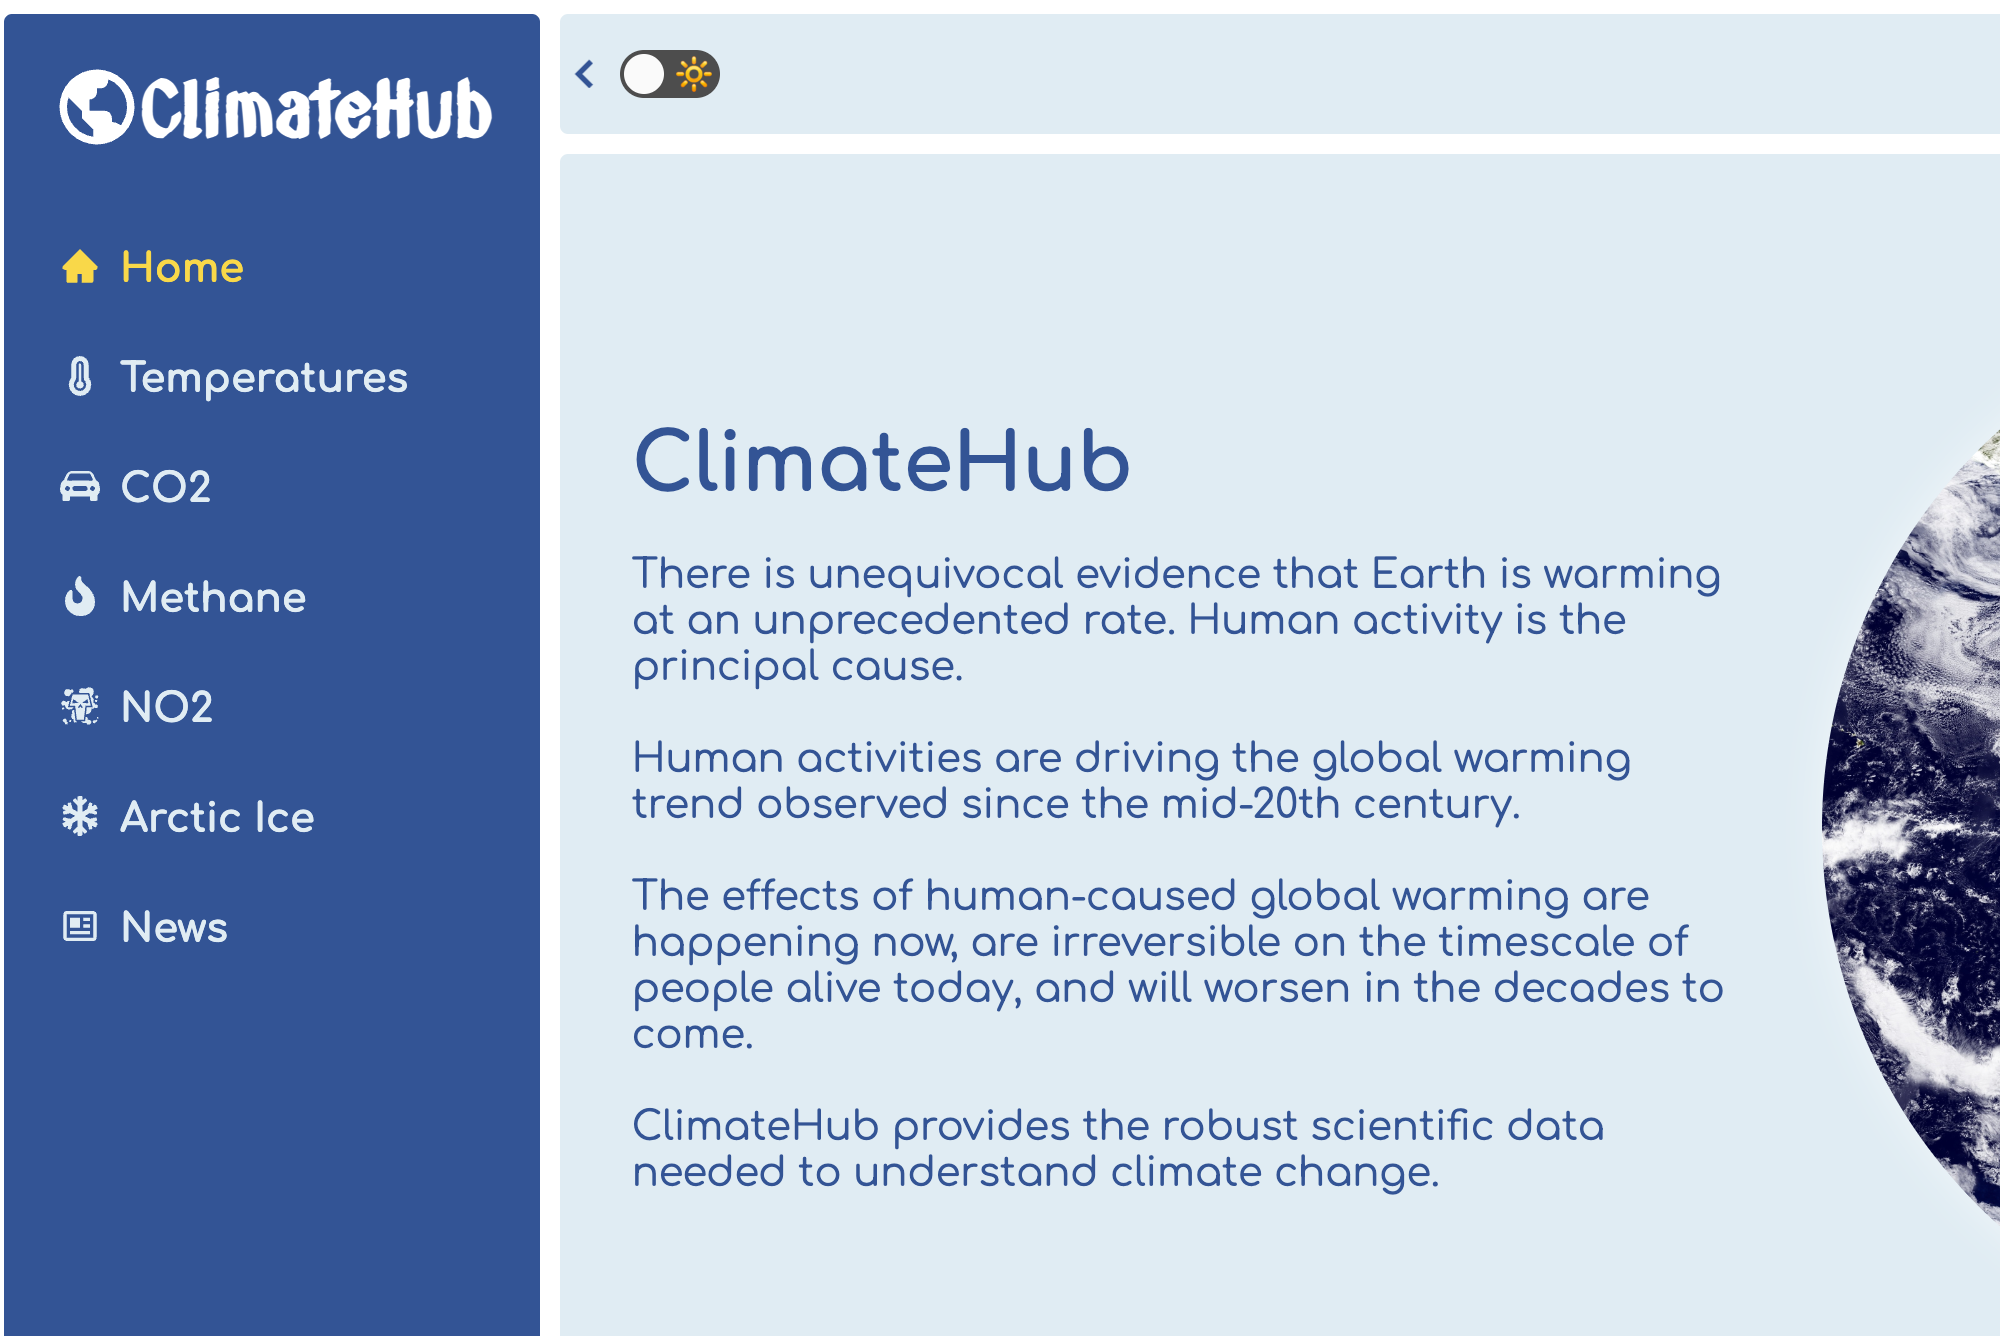 ClimateHub
Home
Temperatures
CO2
Methane
NO2
Arctic Ice
News
ClimateHub
There is unequivocal evidence that Earth is warming
at an unprecedented rate. Human activity is the
principal cause.
Human activities are driving the global warming
trend observed since the mid-20th century.
The effects of human-caused global warming are
happening now, are irreversible on the timescale of
people alive today, and will worsen in the decades to
come.
ClimateHub provides the robust scientific data
needed to understand climate change.